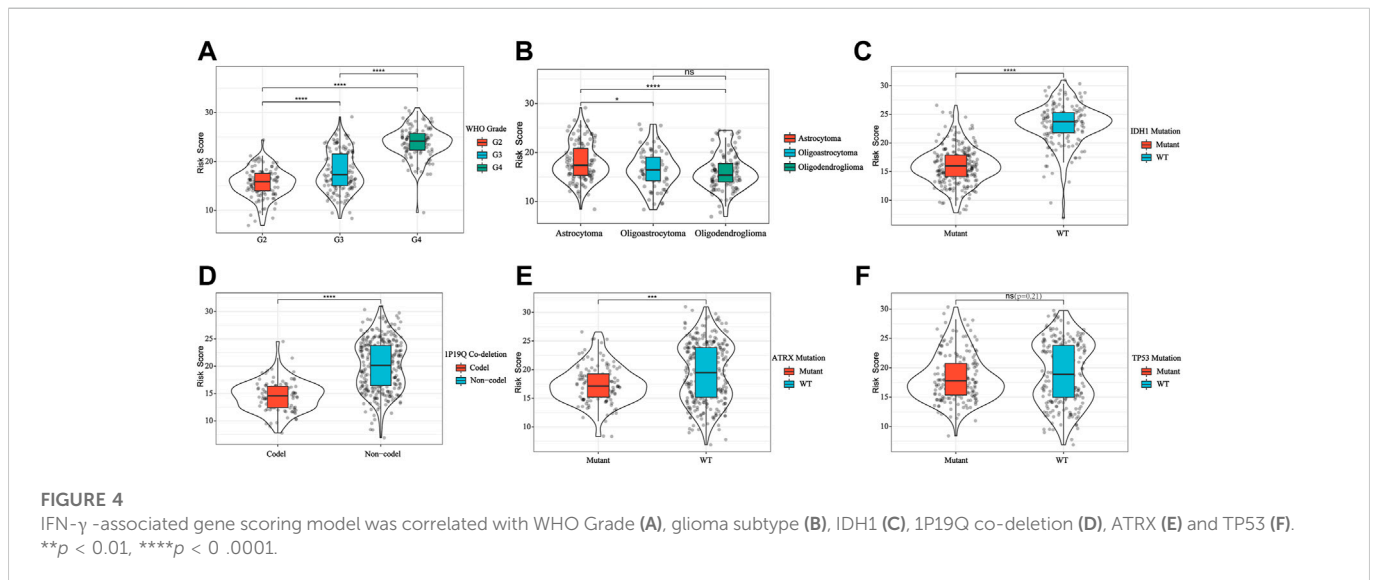 A
****
****
****
Risk Score
30
20
10
G2
G3
G4
WHO Grade
G2
G3
G4
B
ns
****
*
Risk Score
30
20
10
Astrocytoma
Oligoastrocytoma
Oligodendroglioma
Astrocytoma
Oligoastrocytoma
Oligodendroglioma
C
****
Risk Score
30
25
20
15
10
Mutant
WT
IDH1 Mutation
Mutant
WT
D
****
Risk Score
30
25
20
15
10
Codel
Non-codel
1P19Q Co-deletion
Codel
Non-codel
E
***
Risk Score
30
25
20
15
10
Mutant
WT
ATRX Mutation
Mutant
WT
F
ns(p=0.21)
Risk Score
30
25
20
15
10
Mutant
WT
TP53 Mutation
Mutant
WT
FIGURE 4
IFN-γ -associated gene scoring model was correlated with WHO Grade (A), glioma subtype (B), IDH1 (C), 1P19Q co-deletion (D), ATRX (E) and TP53 (F).
**p < 0.01, ****p < 0 .0001.